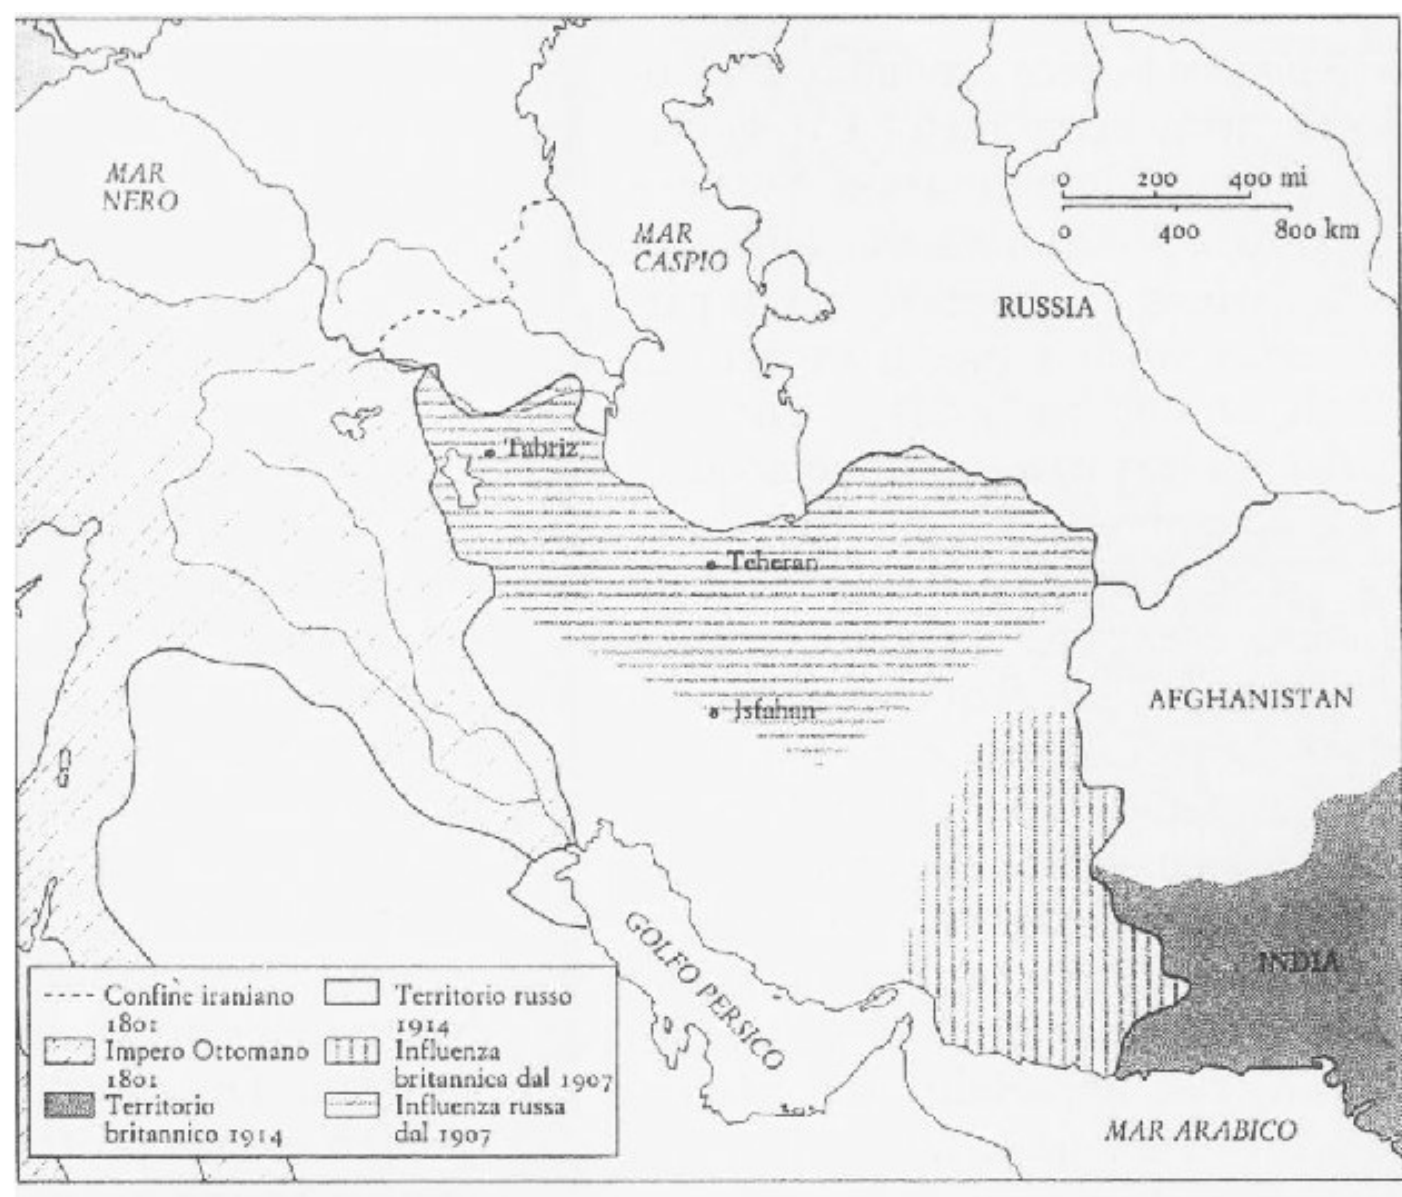 MAR
NERO
MAR
CASPIO
0 200 400 mi
0 400 800 km
RUSSIA
Tabriz
Teheran
Isfahan
AFGHANISTAN
GOLFO PERSICO
INDIA
MAR ARABICO
Confine iraniano
1801
Impero Ottomano
1801
Territorio
britannico 1914
Territorio russo
1914
Influenza
britannica dal 1907
Influenza russa
dal 1907